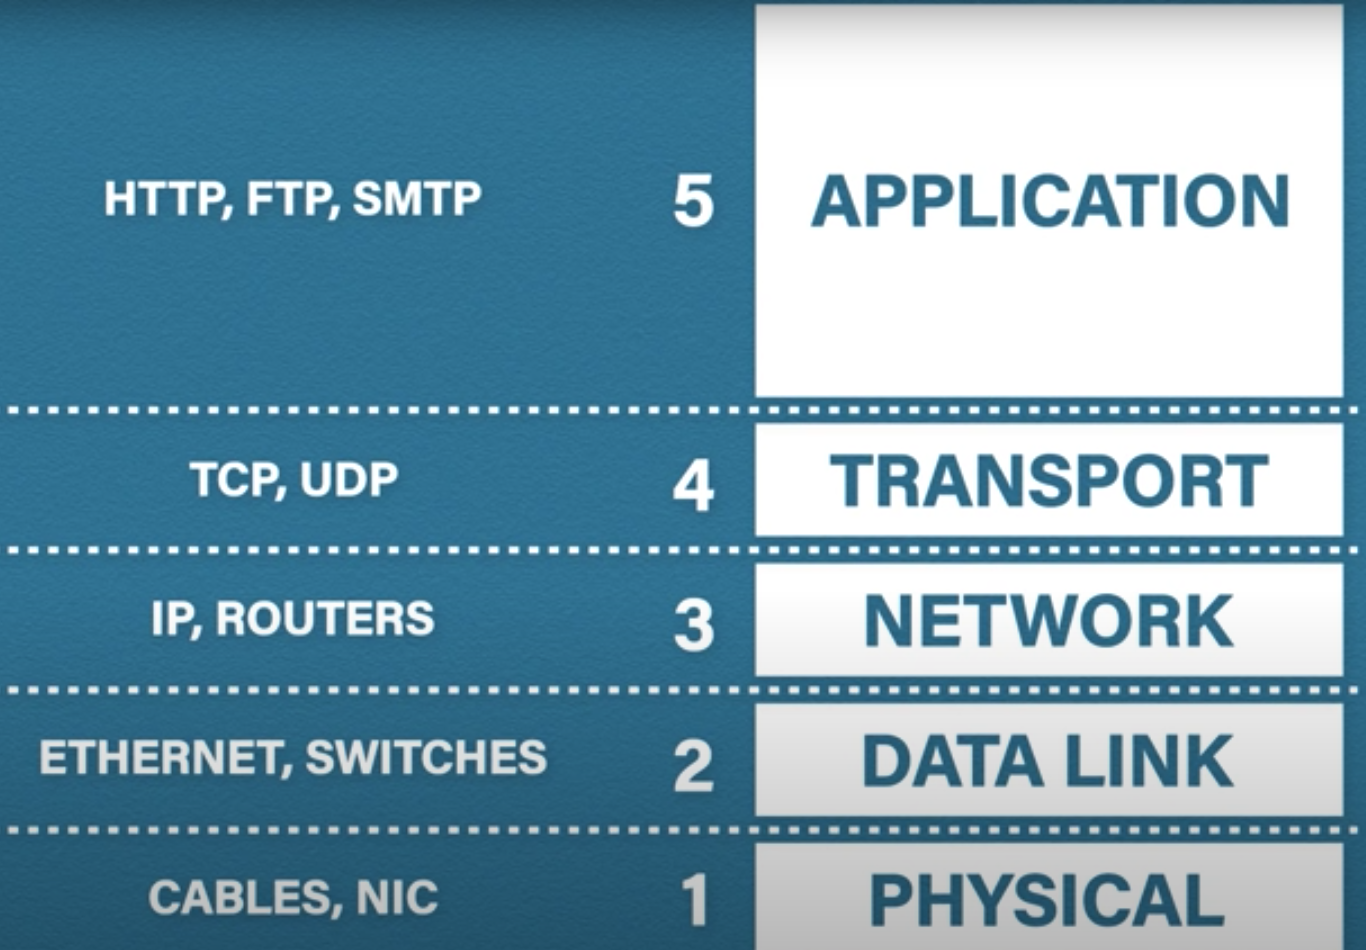 HTTP, FTP, SMTP 5 APPLICATION
TCP, UDP 4 TRANSPORT
IP, ROUTERS 3 NETWORK
ETHERNET, SWITCHES 2 DATA LINK
CABLES, NIC 1 PHYSICAL